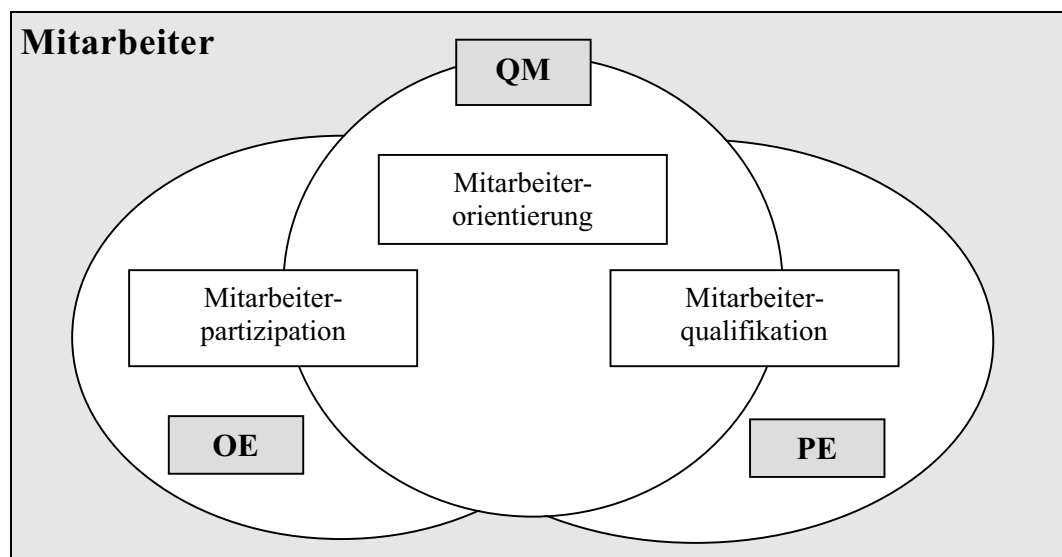 Mitarbeiter
QM
Mitarbeiter-
orientierung
Mitarbeiter-
partizipation
Mitarbeiter-
qualifikation
OE
PE